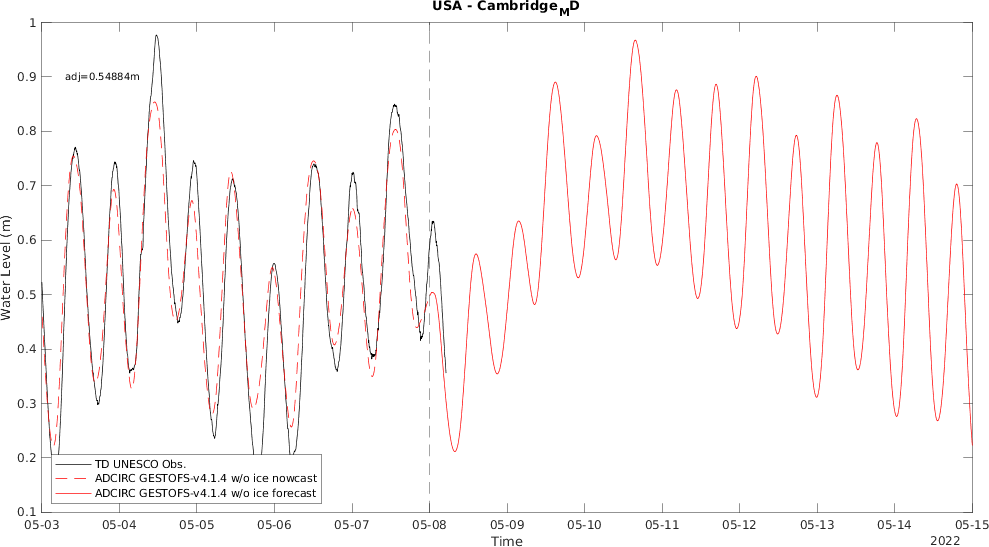 USA - Cambridge_MD
1
adj=0.54884m
0.9
0.8
0.7
0.6
0.5
0.4
0.3
0.2
0.1
Water Level (m)
TD UNESCO Obs.
ADCIRC GESTOFS-v4.1.4 w/o ice nowcast
ADCIRC GESTOFS-v4.1.4 w/o ice forecast
05-03 05-04 05-05 05-06 05-07 05-08 05-09 05-10 05-11 05-12 05-13 05-14 05-15
Time
2022